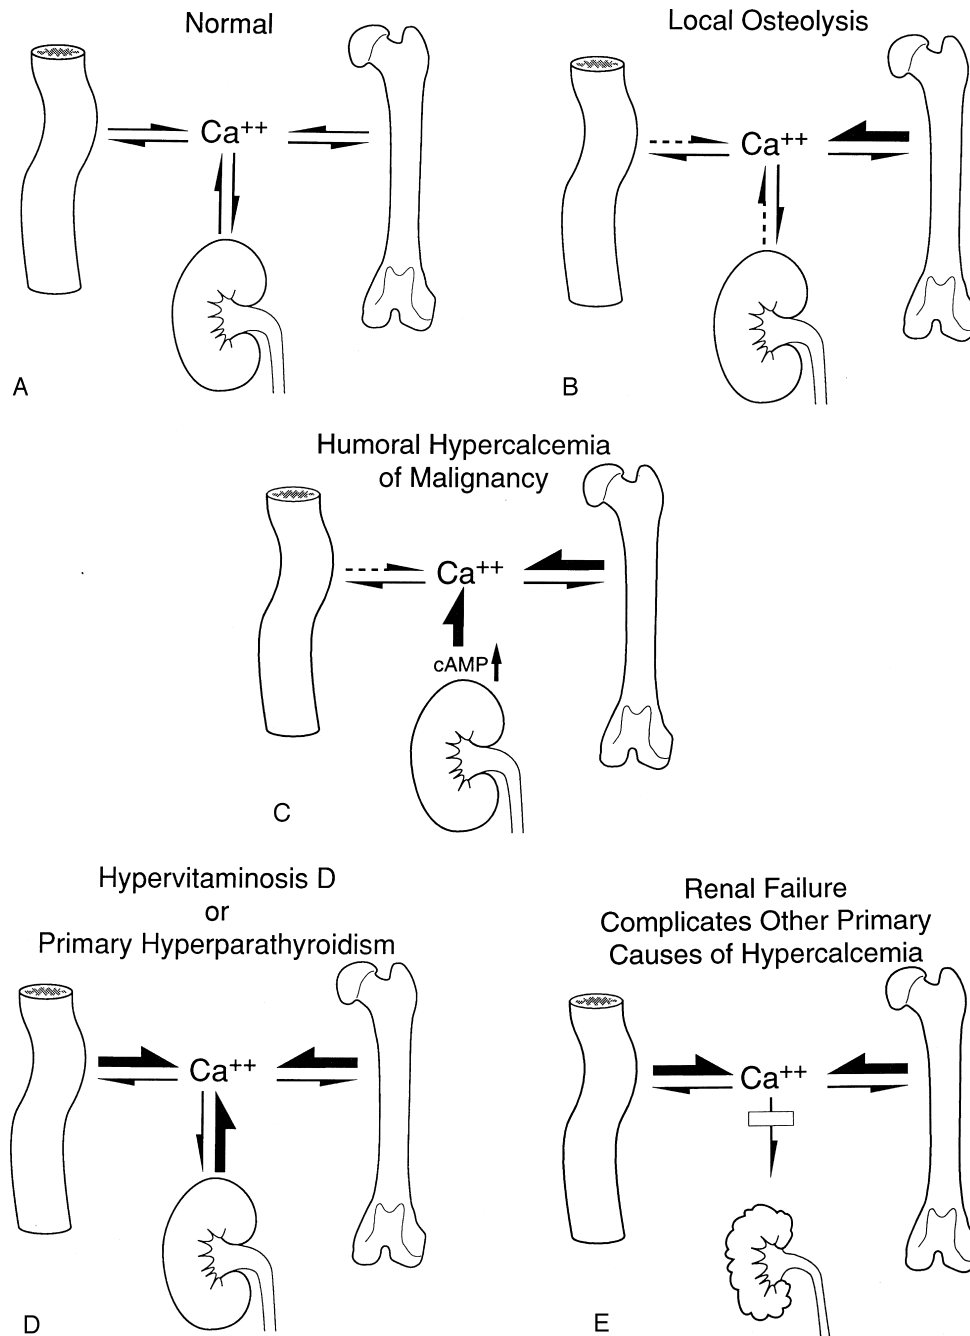 Normal
Ca++
A
Local Osteolysis
Ca++
B
Humoral Hypercalcemia
of Malignancy
Ca++
cAMP
C
Hypervitaminosis D
or
Primary Hyperparathyroidism
Ca++
D
Renal Failure
Complicates Other Primary
Causes of Hypercalcemia
Ca++
E